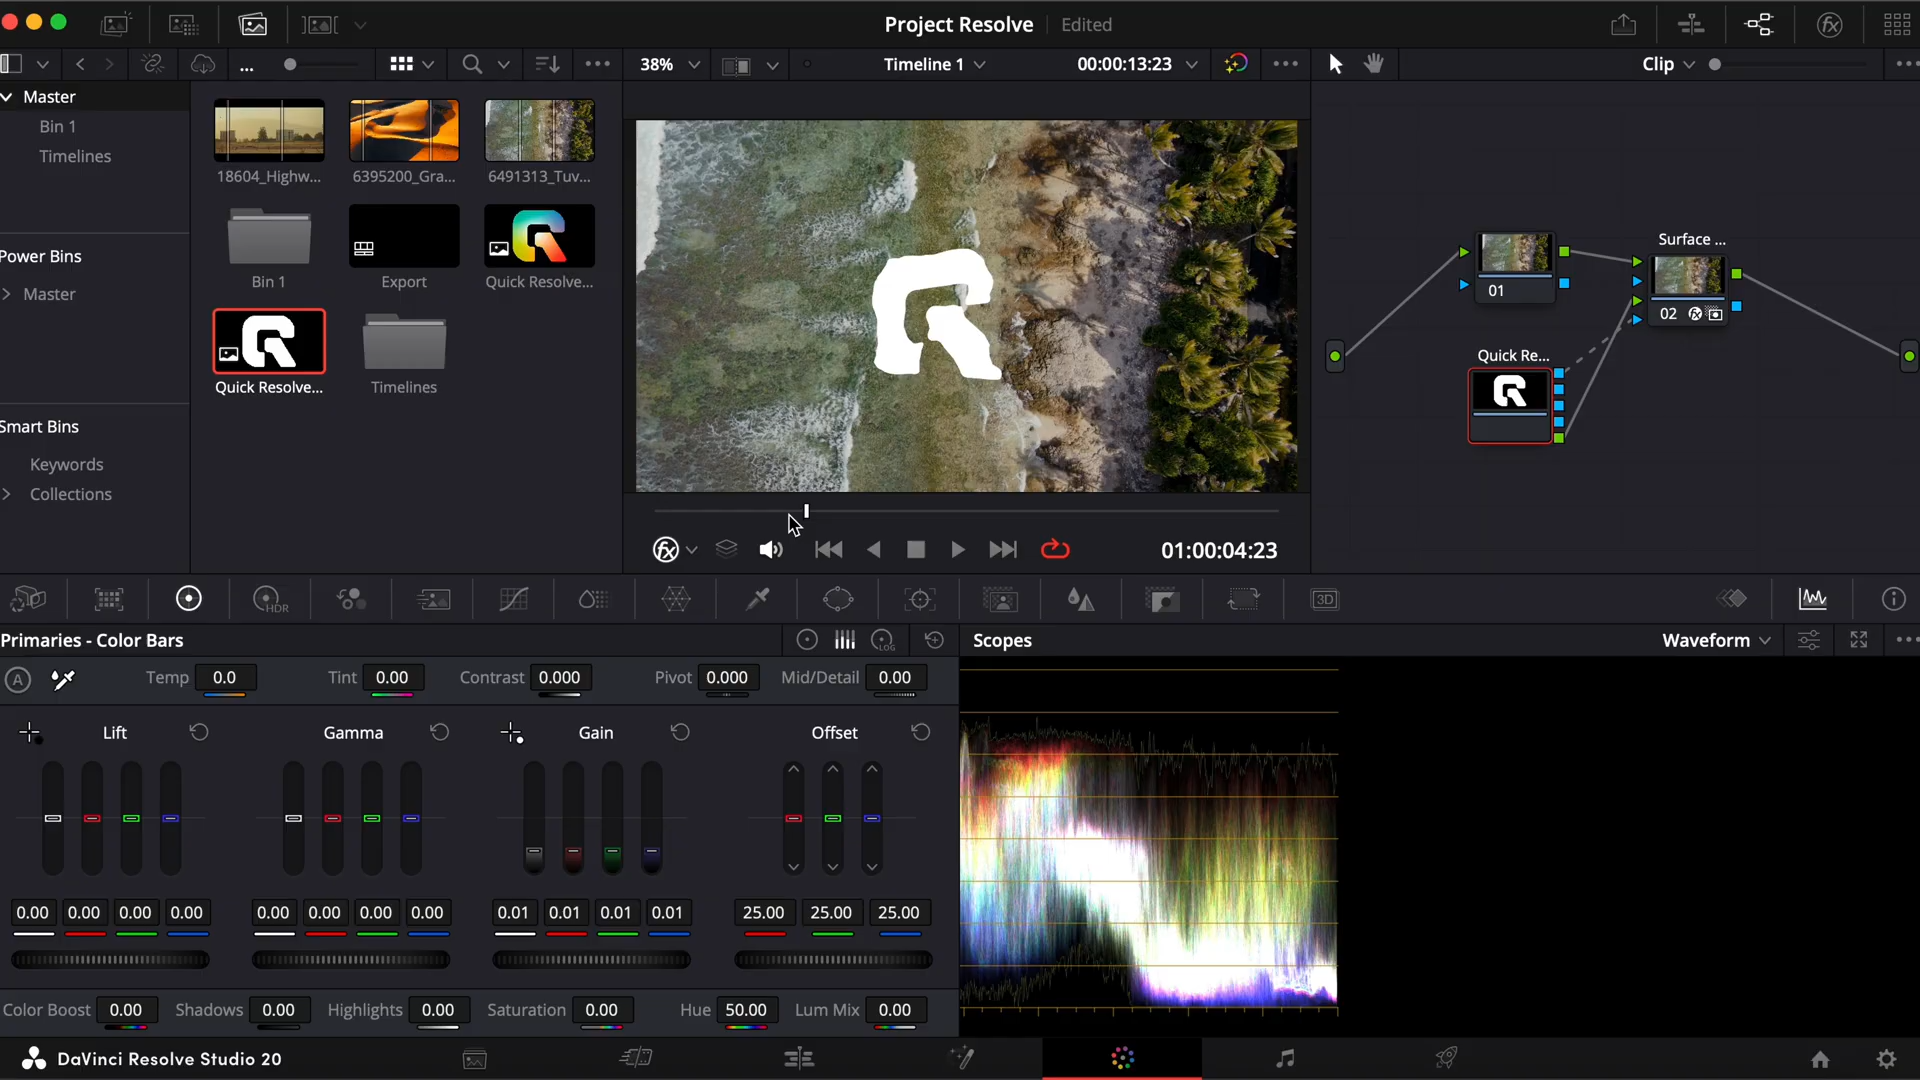 Project Resolve
Edited
38%
Timeline 1
00:00:13:23
Clip
Master
Bin 1
Timelines
Power Bins
Master
Smart Bins
Keywords
Collections
18604_Highw...
6395200_Gra...
6491313_Tuv...
Bin 1
Export
Quick Resolve...
Quick Resolve...
Timelines
01:00:04:23
01
Surface ...
02
Quick Re...
HDR
3D
Primaries - Color Bars
LOG
Scopes
Waveform
A
Temp 0.0
Tint 0.00
Contrast 0.000
Pivot 0.000
Mid/Detail 0.00
Lift
Gamma
Gain
Offset
0.00 0.00 0.00 0.00
0.00 0.00 0.00 0.00
0.01 0.01 0.01 0.01
25.00 25.00 25.00
Color Boost 0.00
Shadows 0.00
Highlights 0.00
Saturation 0.00
Hue 50.00
Lum Mix 0.00
DaVinci Resolve Studio 20